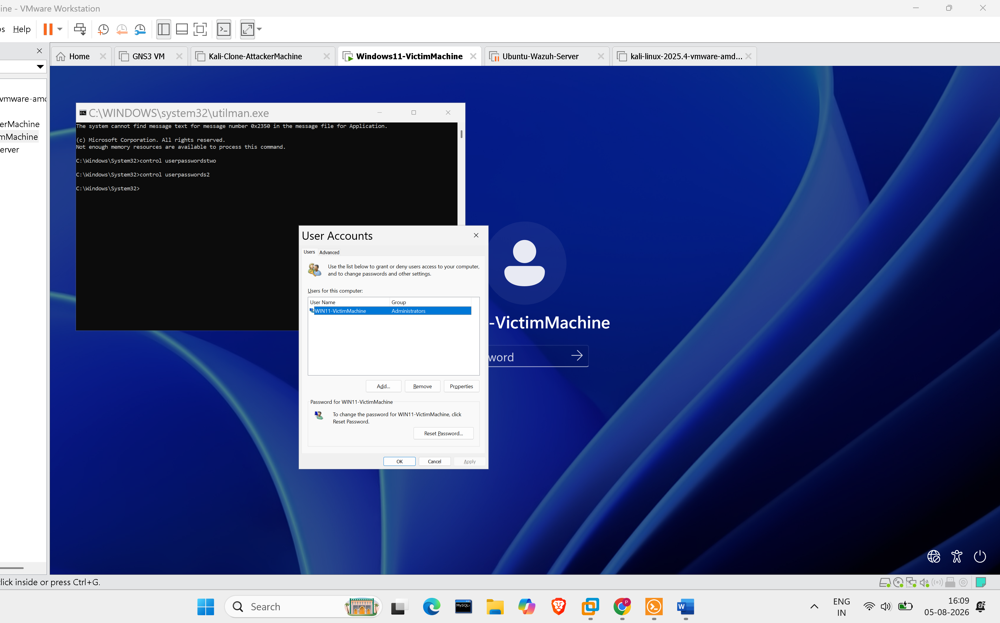 ine - VMware Workstation
os Help
Home
GNS3 VM
Kali-Clone-AttackerMachine
Windows11-VictimMachine
Ubuntu-Wazuh-Server
kali-linux-2025.4-vmware-amd...
vmware-amd
erMachine
mMachine
erver
C:\WINDOWS\system32\utilman.exe
The system cannot find message text for message number 0x2350 in the message file for Application.
(c) Microsoft Corporation. All rights reserved.
Not enough memory resources are available to process this command.
C:\Windows\System32>control userpasswordstwo
C:\Windows\System32>control userpasswords2
C:\Windows\System32>
User Accounts
Users Advanced
Use the list below to grant or deny users access to your computer,
and to change passwords and other settings.
Users for this computer:
User Name Group
WIN11-VictimMachine Administrators
Add... Remove Properties
Password for WIN11-VictimMachine
To change the password for WIN11-VictimMachine, click
Reset Password.
Reset Password...
OK Cancel Apply
-VictimMachine
word
lick inside or press Ctrl+G.
Search
MySQL>
P
W
ENG
IN
16:09
05-08-2026